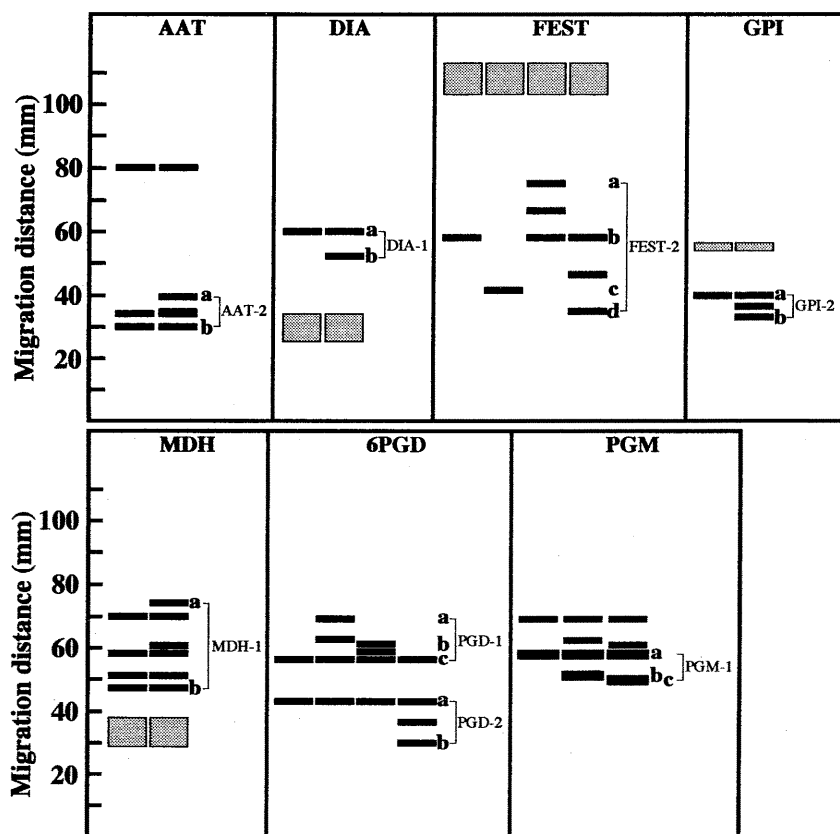 AAT DIA FEST GPI
Migration distance (mm)
100
80
60
40
20
a
b
AAT-2
a
b
DIA-1
a
b
c
d
FEST-2
a
b
GPI-2
MDH 6PGD PGM
Migration distance (mm)
100
80
60
40
20
a
b
MDH-1
a
b
c
PGD-1
a
b
PGD-2
a
b c
PGM-1